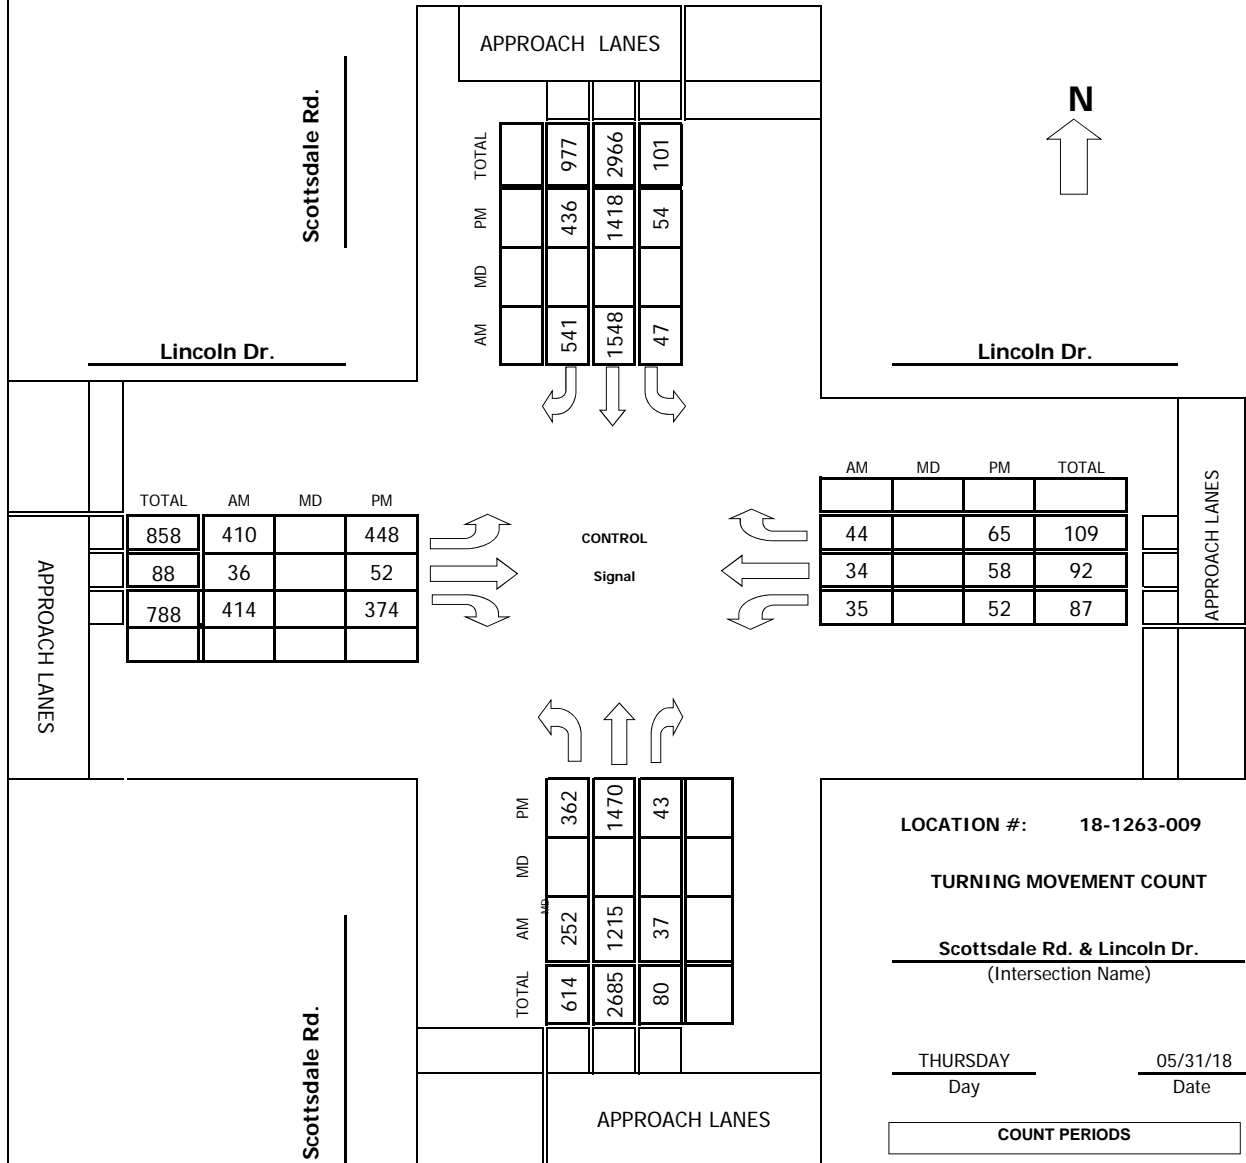 APPROACH LANES
N
Scottsdale Rd.
TOTAL 977 2966 101
PM 436 1418 54
MD
AM 541 1548 47
Lincoln Dr.
Lincoln Dr.
AM MD PM TOTAL
44 65 109
34 58 92
35 52 87
APPROACH LANES
TOTAL AM MD PM
858 410 448
88 36 52
788 414 374
APPROACH LANES
CONTROL
Signal
PM 362 1470 43
MD
MD
AM 252 1215 37
TOTAL 614 2685 80
Scottsdale Rd.
APPROACH LANES
LOCATION #: 18-1263-009
TURNING MOVEMENT COUNT
Scottsdale Rd. & Lincoln Dr.
(Intersection Name)
THURSDAY 05/31/18
Day Date
COUNT PERIODS